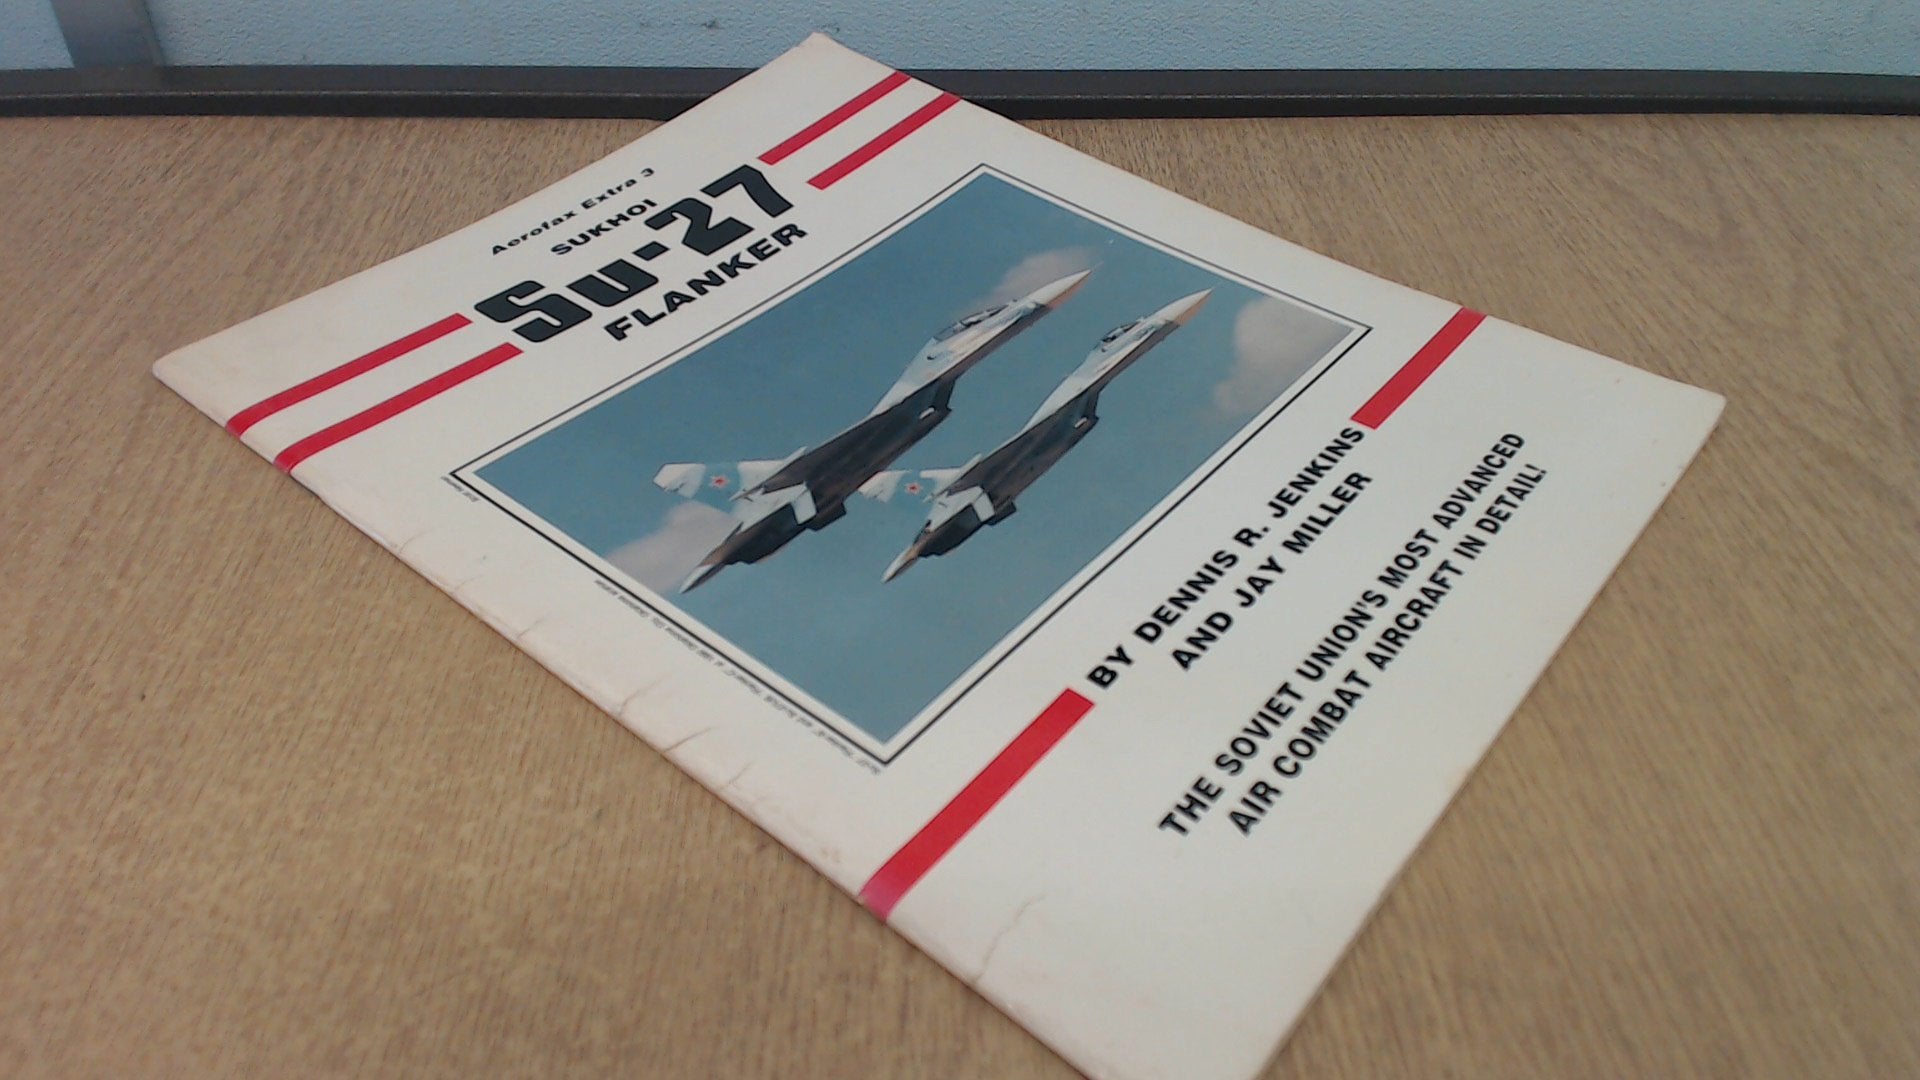 Aerofax Extra 3
SUKHOI
Su-27
FLANKER
BY DENNIS R. JENKINS
AND JAY MILLER
THE SOVIET UNION'S MOST ADVANCED
AIR COMBAT AIRCRAFT IN DETAIL!